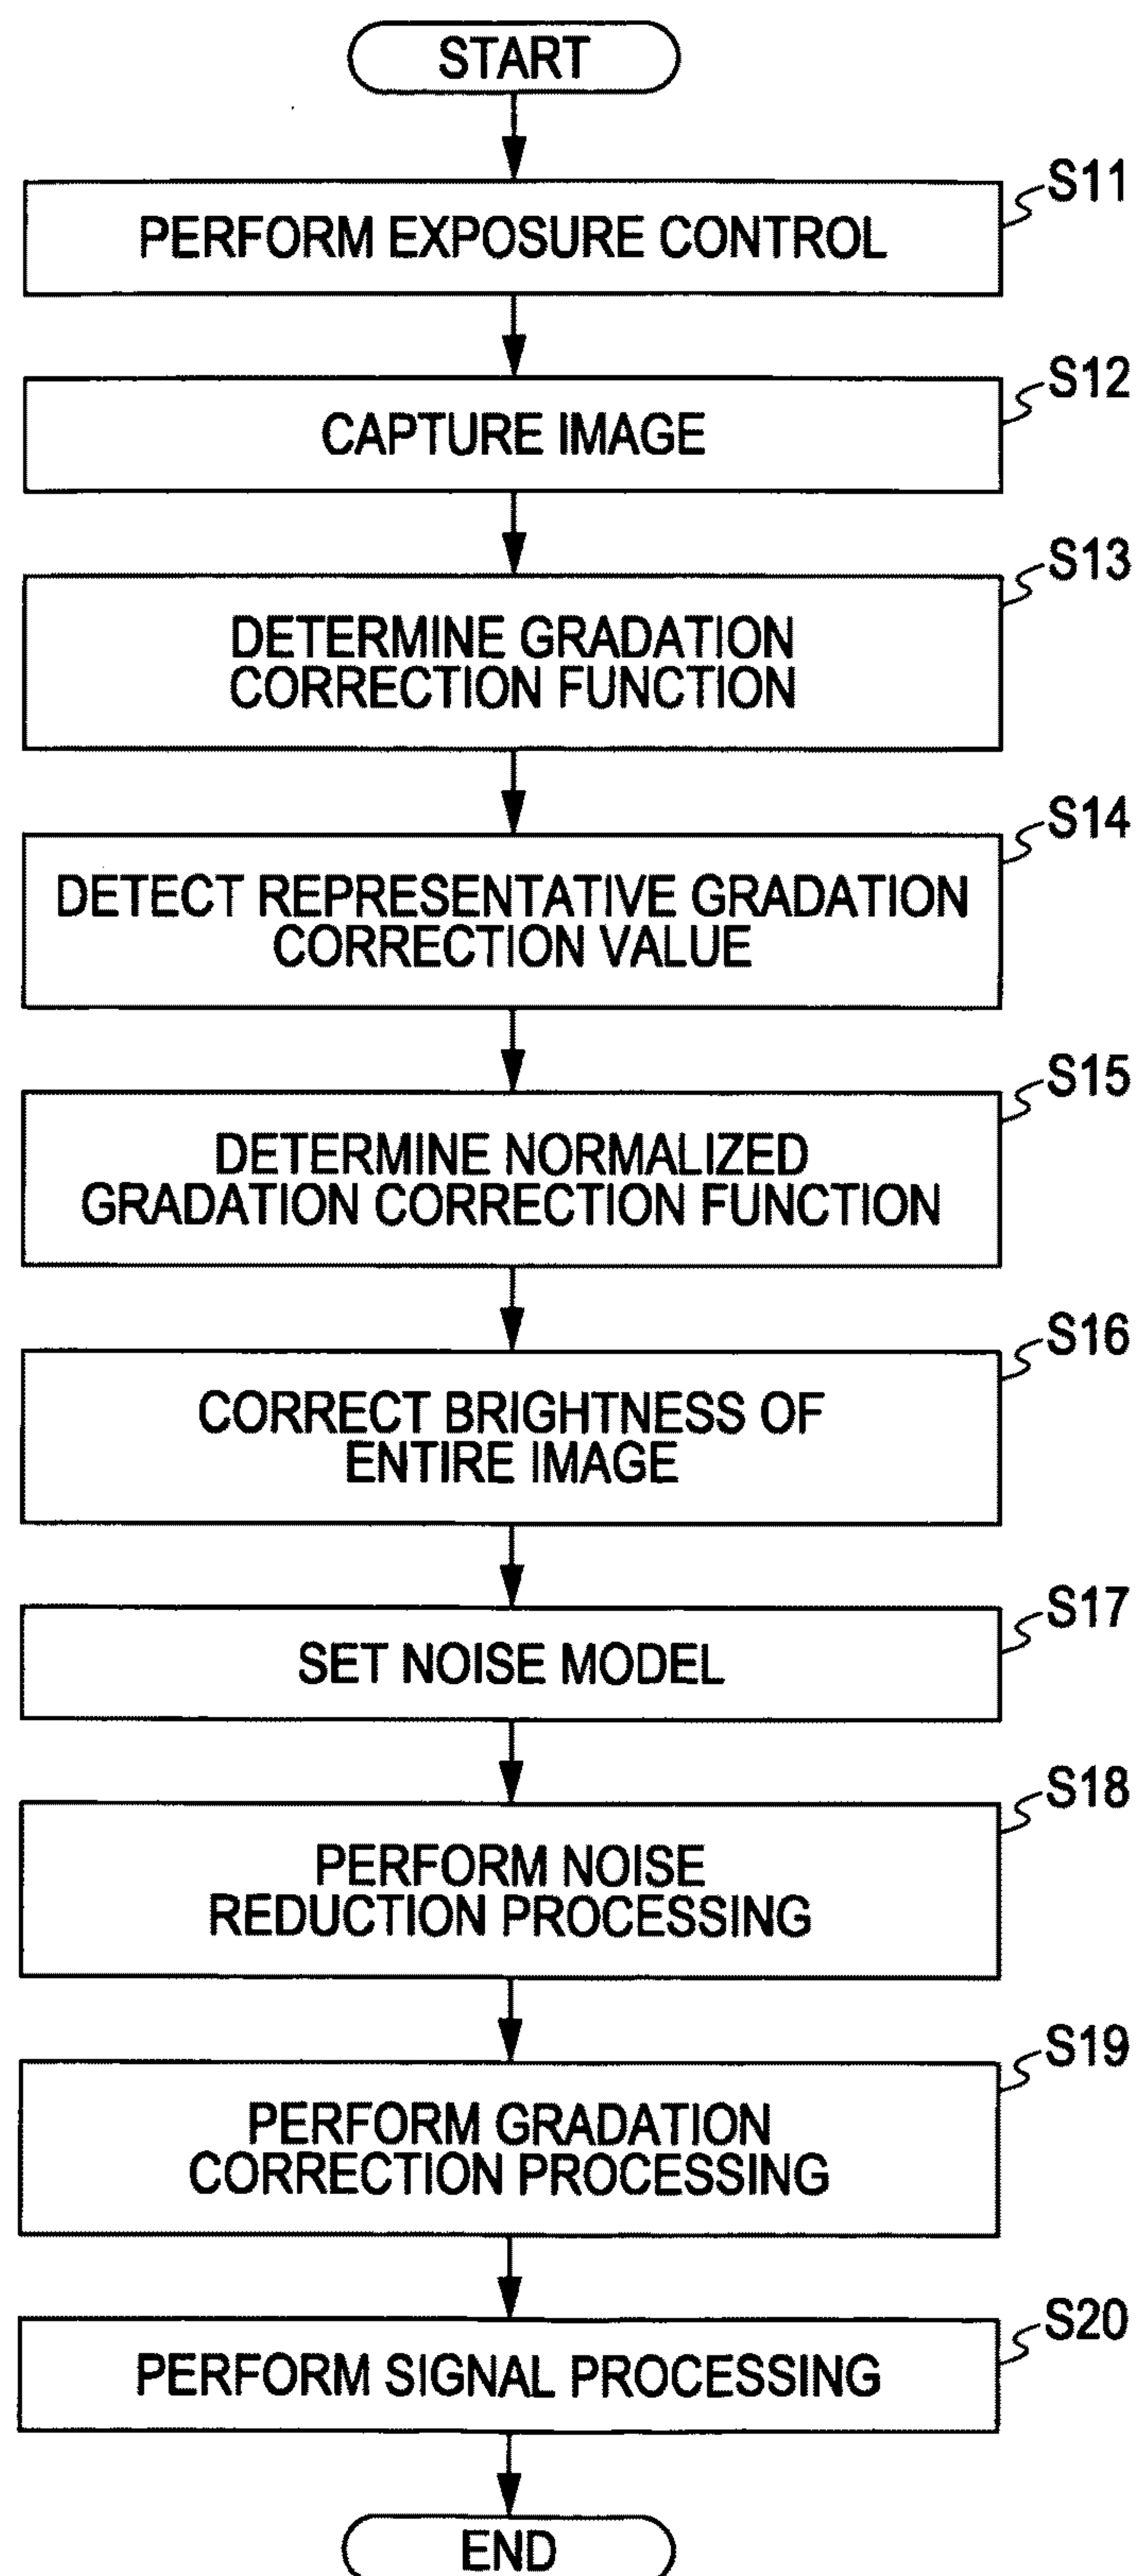 START
S11
PERFORM EXPOSURE CONTROL
S12
CAPTURE IMAGE
S13
DETERMINE GRADATION
CORRECTION FUNCTION
S14
DETECT REPRESENTATIVE GRADATION
CORRECTION VALUE
S15
DETERMINE NORMALIZED
GRADATION CORRECTION FUNCTION
S16
CORRECT BRIGHTNESS OF
ENTIRE IMAGE
S17
SET NOISE MODEL
S18
PERFORM NOISE
REDUCTION PROCESSING
S19
PERFORM GRADATION
CORRECTION PROCESSING
S20
PERFORM SIGNAL PROCESSING
END